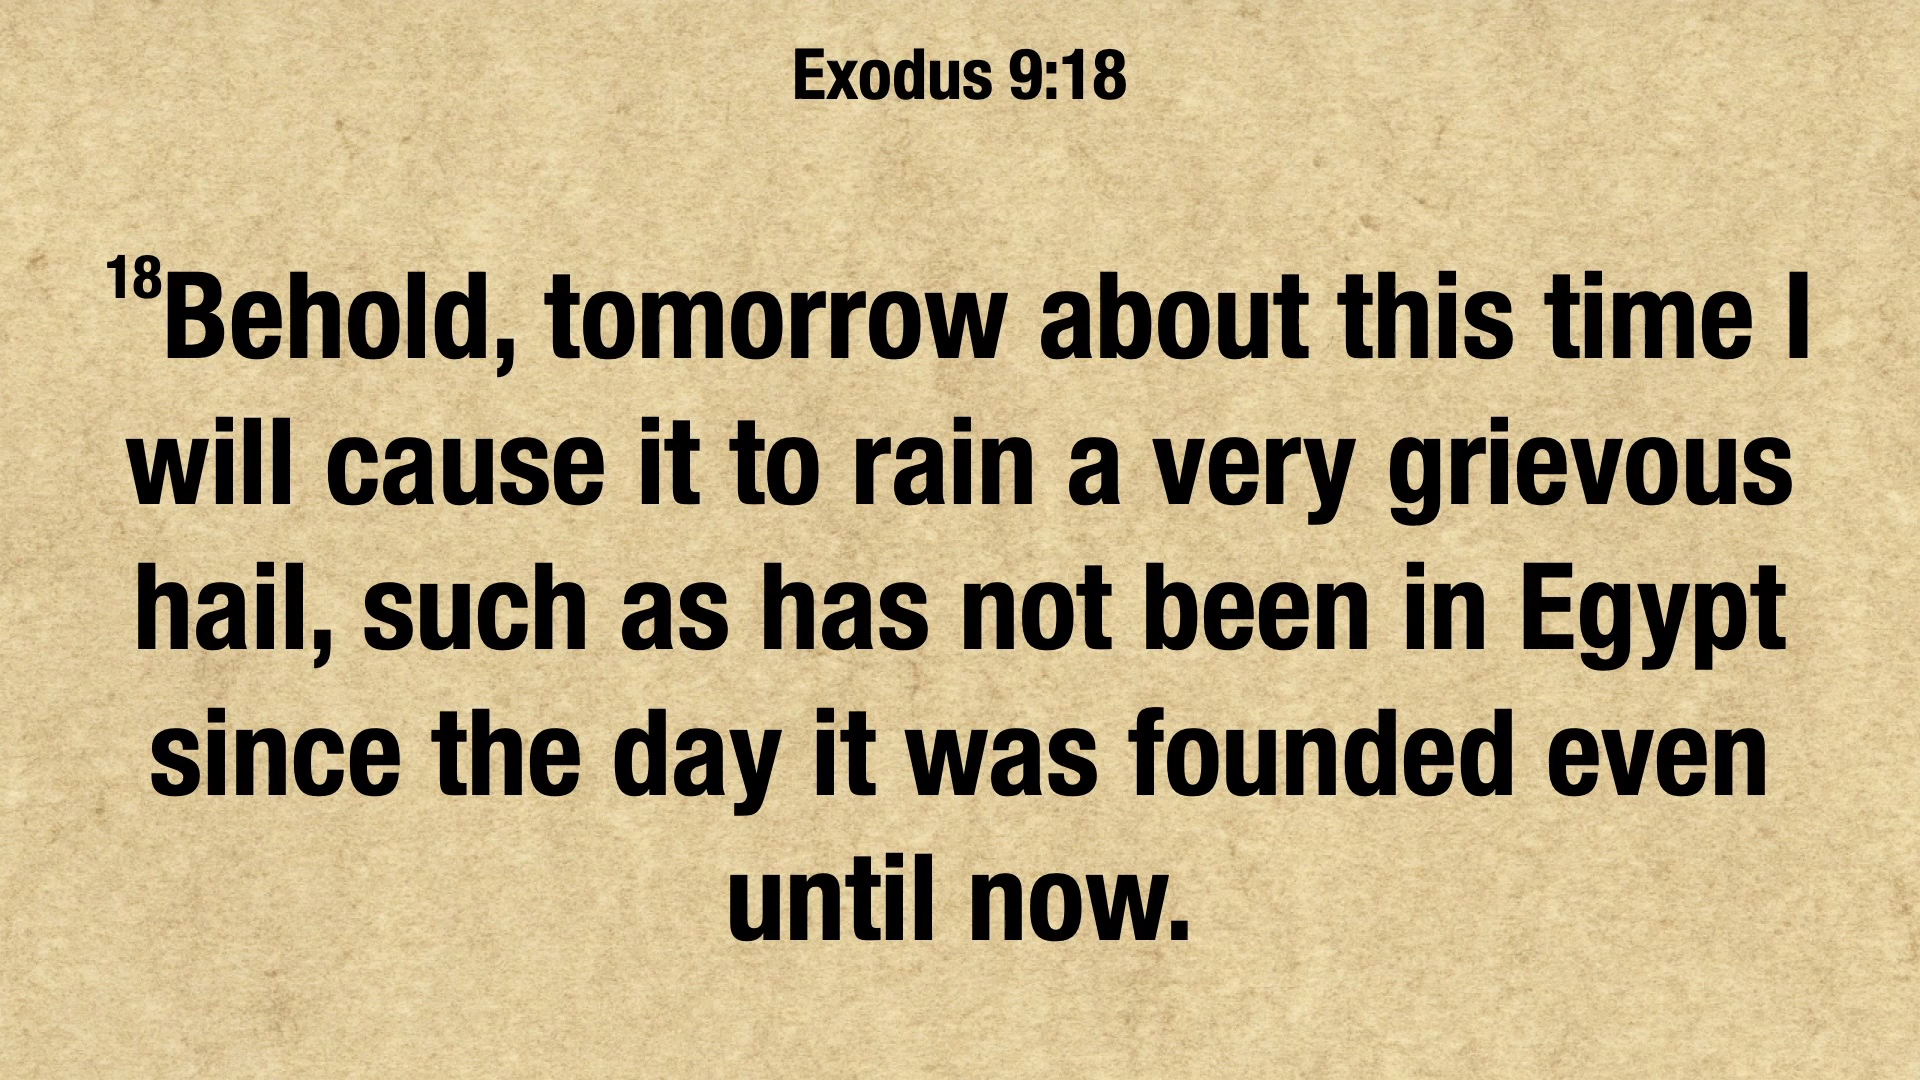 Exodus 9:18
18Behold, tomorrow about this time I
will cause it to rain a very grievous
hail, such as has not been in Egypt
since the day it was founded even
until now.